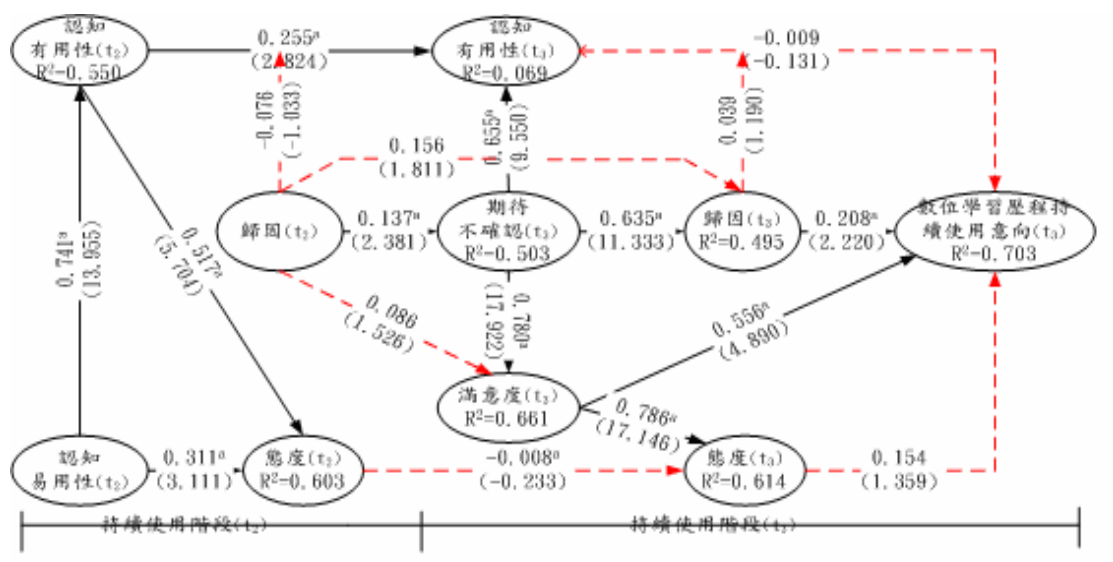 認知
有用性(t₂)
R²=0.550
0.255ᵃ
(2.824)
認知
有用性(t₃)
R²=0.069
-0.009
(-0.131)
-0.076
(-1.033)
0.655ᵃ
(9.550)
0.039
(1.190)
0.156
(1.811)
0.741ᵃ
(13.955)
0.517ᵃ
(5.704)
歸因(t₂)
0.137ᵃ
(2.381)
期待
不確認(t₃)
R²=0.503
0.635ᵃ
(11.333)
歸因(t₃)
R²=0.495
0.208ᵃ
(2.220)
數位學習歷程持
續使用意向(t₃)
R²=0.703
0.086
(1.526)
0.780ᵃ
(17.922)
0.556ᵃ
(4.890)
滿意度(t₃)
R²=0.661
0.786ᵃ
(17.146)
認知
易用性(t₂)
0.311ᵃ
(3.111)
態度(t₂)
R²=0.603
-0.008ᵃ
(-0.233)
態度(t₃)
R²=0.614
0.154
(1.359)
持續使用階段(t₂)
持續使用階段(t₃)